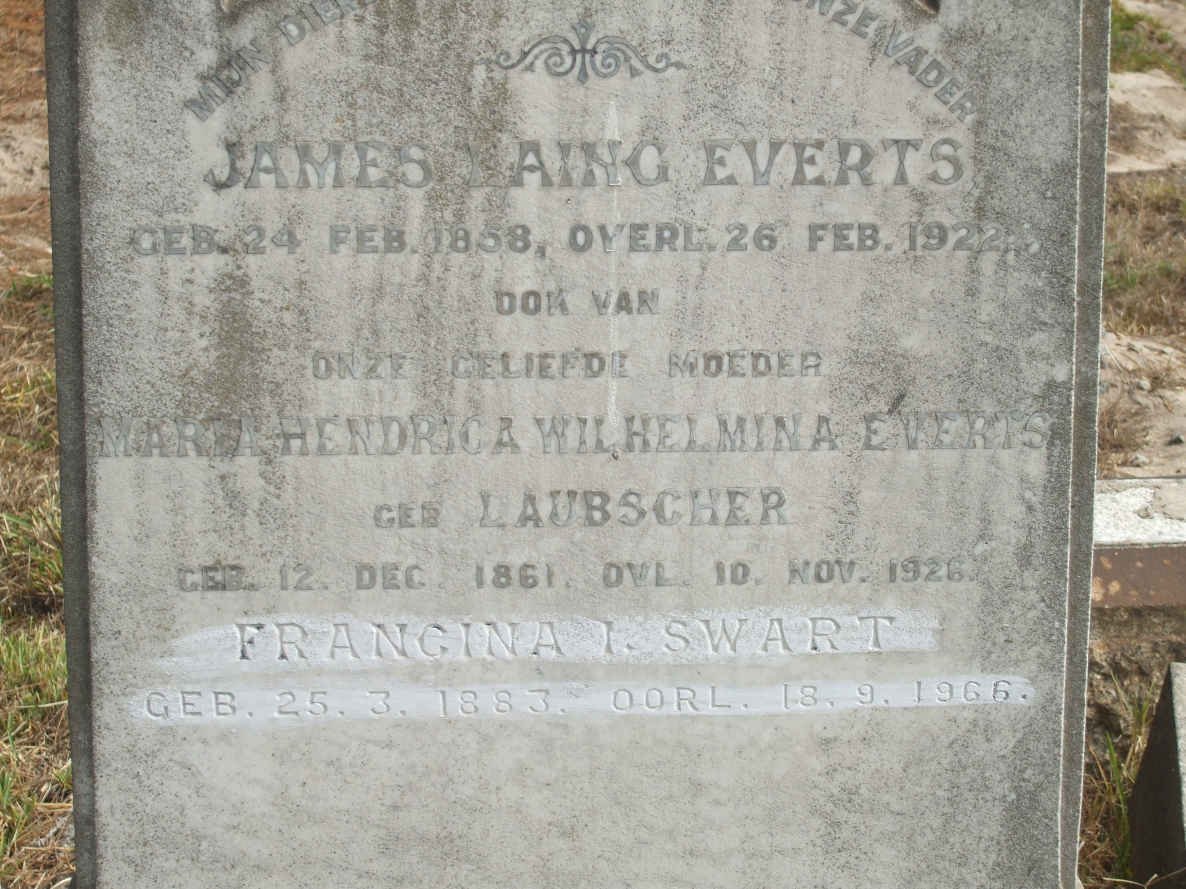 MIJN
ONZE VADER
JAMES LAING EVERTS
GEB. 24 FEB. 1858, OVERL. 26 FEB. 1922.
OOK VAN
ONZE GELIEFDE MOEDER
MARIA HENDRICA WILHELMINA EVERTS
GEB LAUBSCHER
GEB. 12. DEC 1861. OVL. 10. NOV. 1926.
FRANCINA I. SWART
GEB. 25. 3. 1883. OORL. 18. 9. 1966.